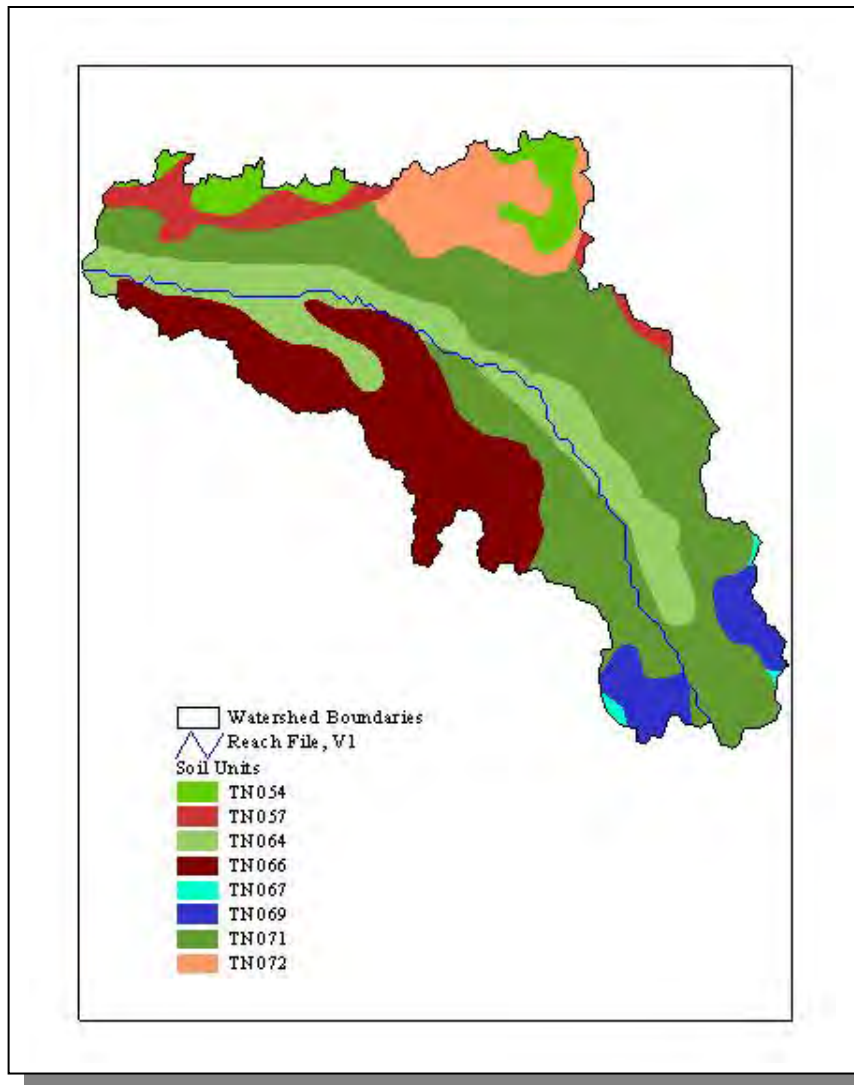 Watershed Boundaries
Reach File, V1
Soil Units
TN054
TN057
TN064
TN066
TN067
TN069
TN071
TN072